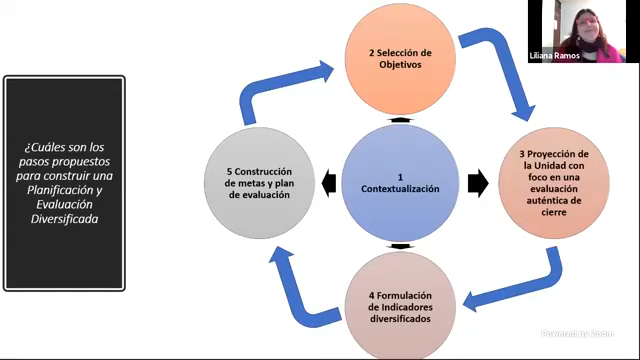 ¿Cuáles son los
pasos propuestos
para construir una
Planificación y
Evaluación
Diversificada
2 Selección de
Objetivos
Liliana Ramos
3 Proyección de
la Unidad con
foco en una
evaluación
auténtica de
cierre
1
Contextualización
5 Construcción
de metas y plan
de evaluación
4 Formulación
de Indicadores
diversificados
Powered by Zoom